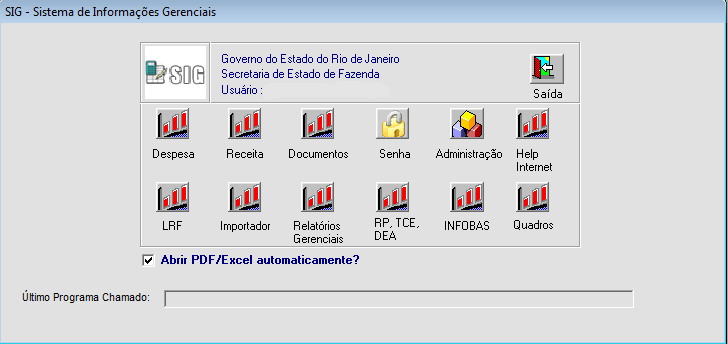 SIG - Sistema de Informações Gerenciais
SIG
Governo do Estado do Rio de Janeiro
Secretaria de Estado de Fazenda
Usuário :
Saída
Despesa
Receita
Documentos
Senha
Administração
Help
Internet
LRF
Importador
Relatórios
Gerenciais
RP, TCE,
DEA
INFOBAS
Quadros
Abrir PDF/Excel automaticamente?
Último Programa Chamado: